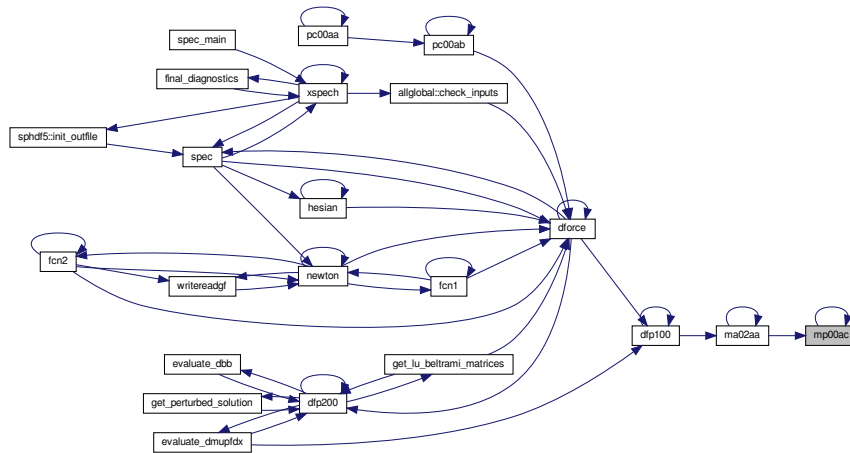 pc00aa
spec_main
pc00ab
final_diagnostics
xspech
allglobal::check_inputs
sphdf5::init_outfile
spec
hesian
dforce
fcn2
newton
writereadgf
fcn1
dfp100
ma02aa
mp00ac
evaluate_dbb
get_lu_beltrami_matrices
get_perturbed_solution
dfp200
evaluate_dmupfdx